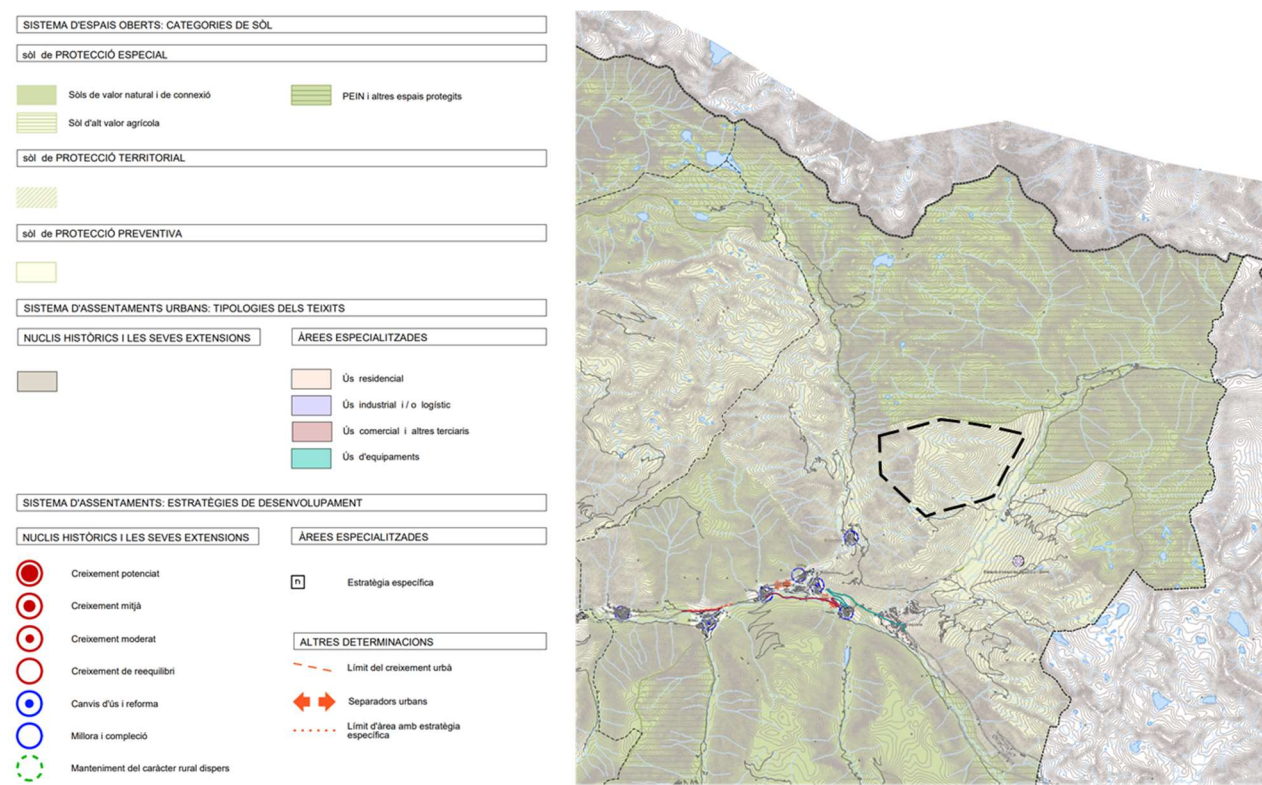 SISTEMA D'ESPAIS OBERTS: CATEGORIES DE SÒL
sòl de PROTECCIÓ ESPECIAL
Sòls de valor natural i de connexió
PEIN i altres espais protegits
Sòl d'alt valor agrícola
sòl de PROTECCIÓ TERRITORIAL
sòl de PROTECCIÓ PREVENTIVA
SISTEMA D'ASSENTAMENTS URBANS: TIPOLOGIES DELS TEIXITS
NUCLIS HISTÒRICS I LES SEVES EXTENSIONS
ÀREES ESPECIALITZADES
Ús residencial
Ús industrial i / o logístic
Ús comercial i altres terciaris
Ús d'equipaments
SISTEMA D'ASSENTAMENTS: ESTRATÈGIES DE DESENVOLUPAMENT
NUCLIS HISTÒRICS I LES SEVES EXTENSIONS
ÀREES ESPECIALITZADES
Creixement potenciat
n
Estratègia específica
Creixement mitjà
Creixement moderat
Creixement de reequilibri
Canvis d'ús i reforma
Millora i compleció
Manteniment del caràcter rural dispers
ALTRES DETERMINACIONS
Límit del creixement urbà
Separadors urbans
Límit d'àrea amb estratègia
específica